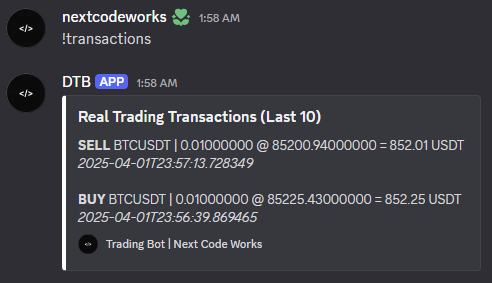 nextcodeworks 1:58 AM
!transactions
</>
DTB APP 1:58 AM
</>
Real Trading Transactions (Last 10)
SELL BTCUSDT | 0.01000000 @ 85200.94000000 = 852.01 USDT
2025-04-01T23:57:13.728349
BUY BTCUSDT | 0.01000000 @ 85225.43000000 = 852.25 USDT
2025-04-01T23:56:39.869465
</> Trading Bot | Next Code Works